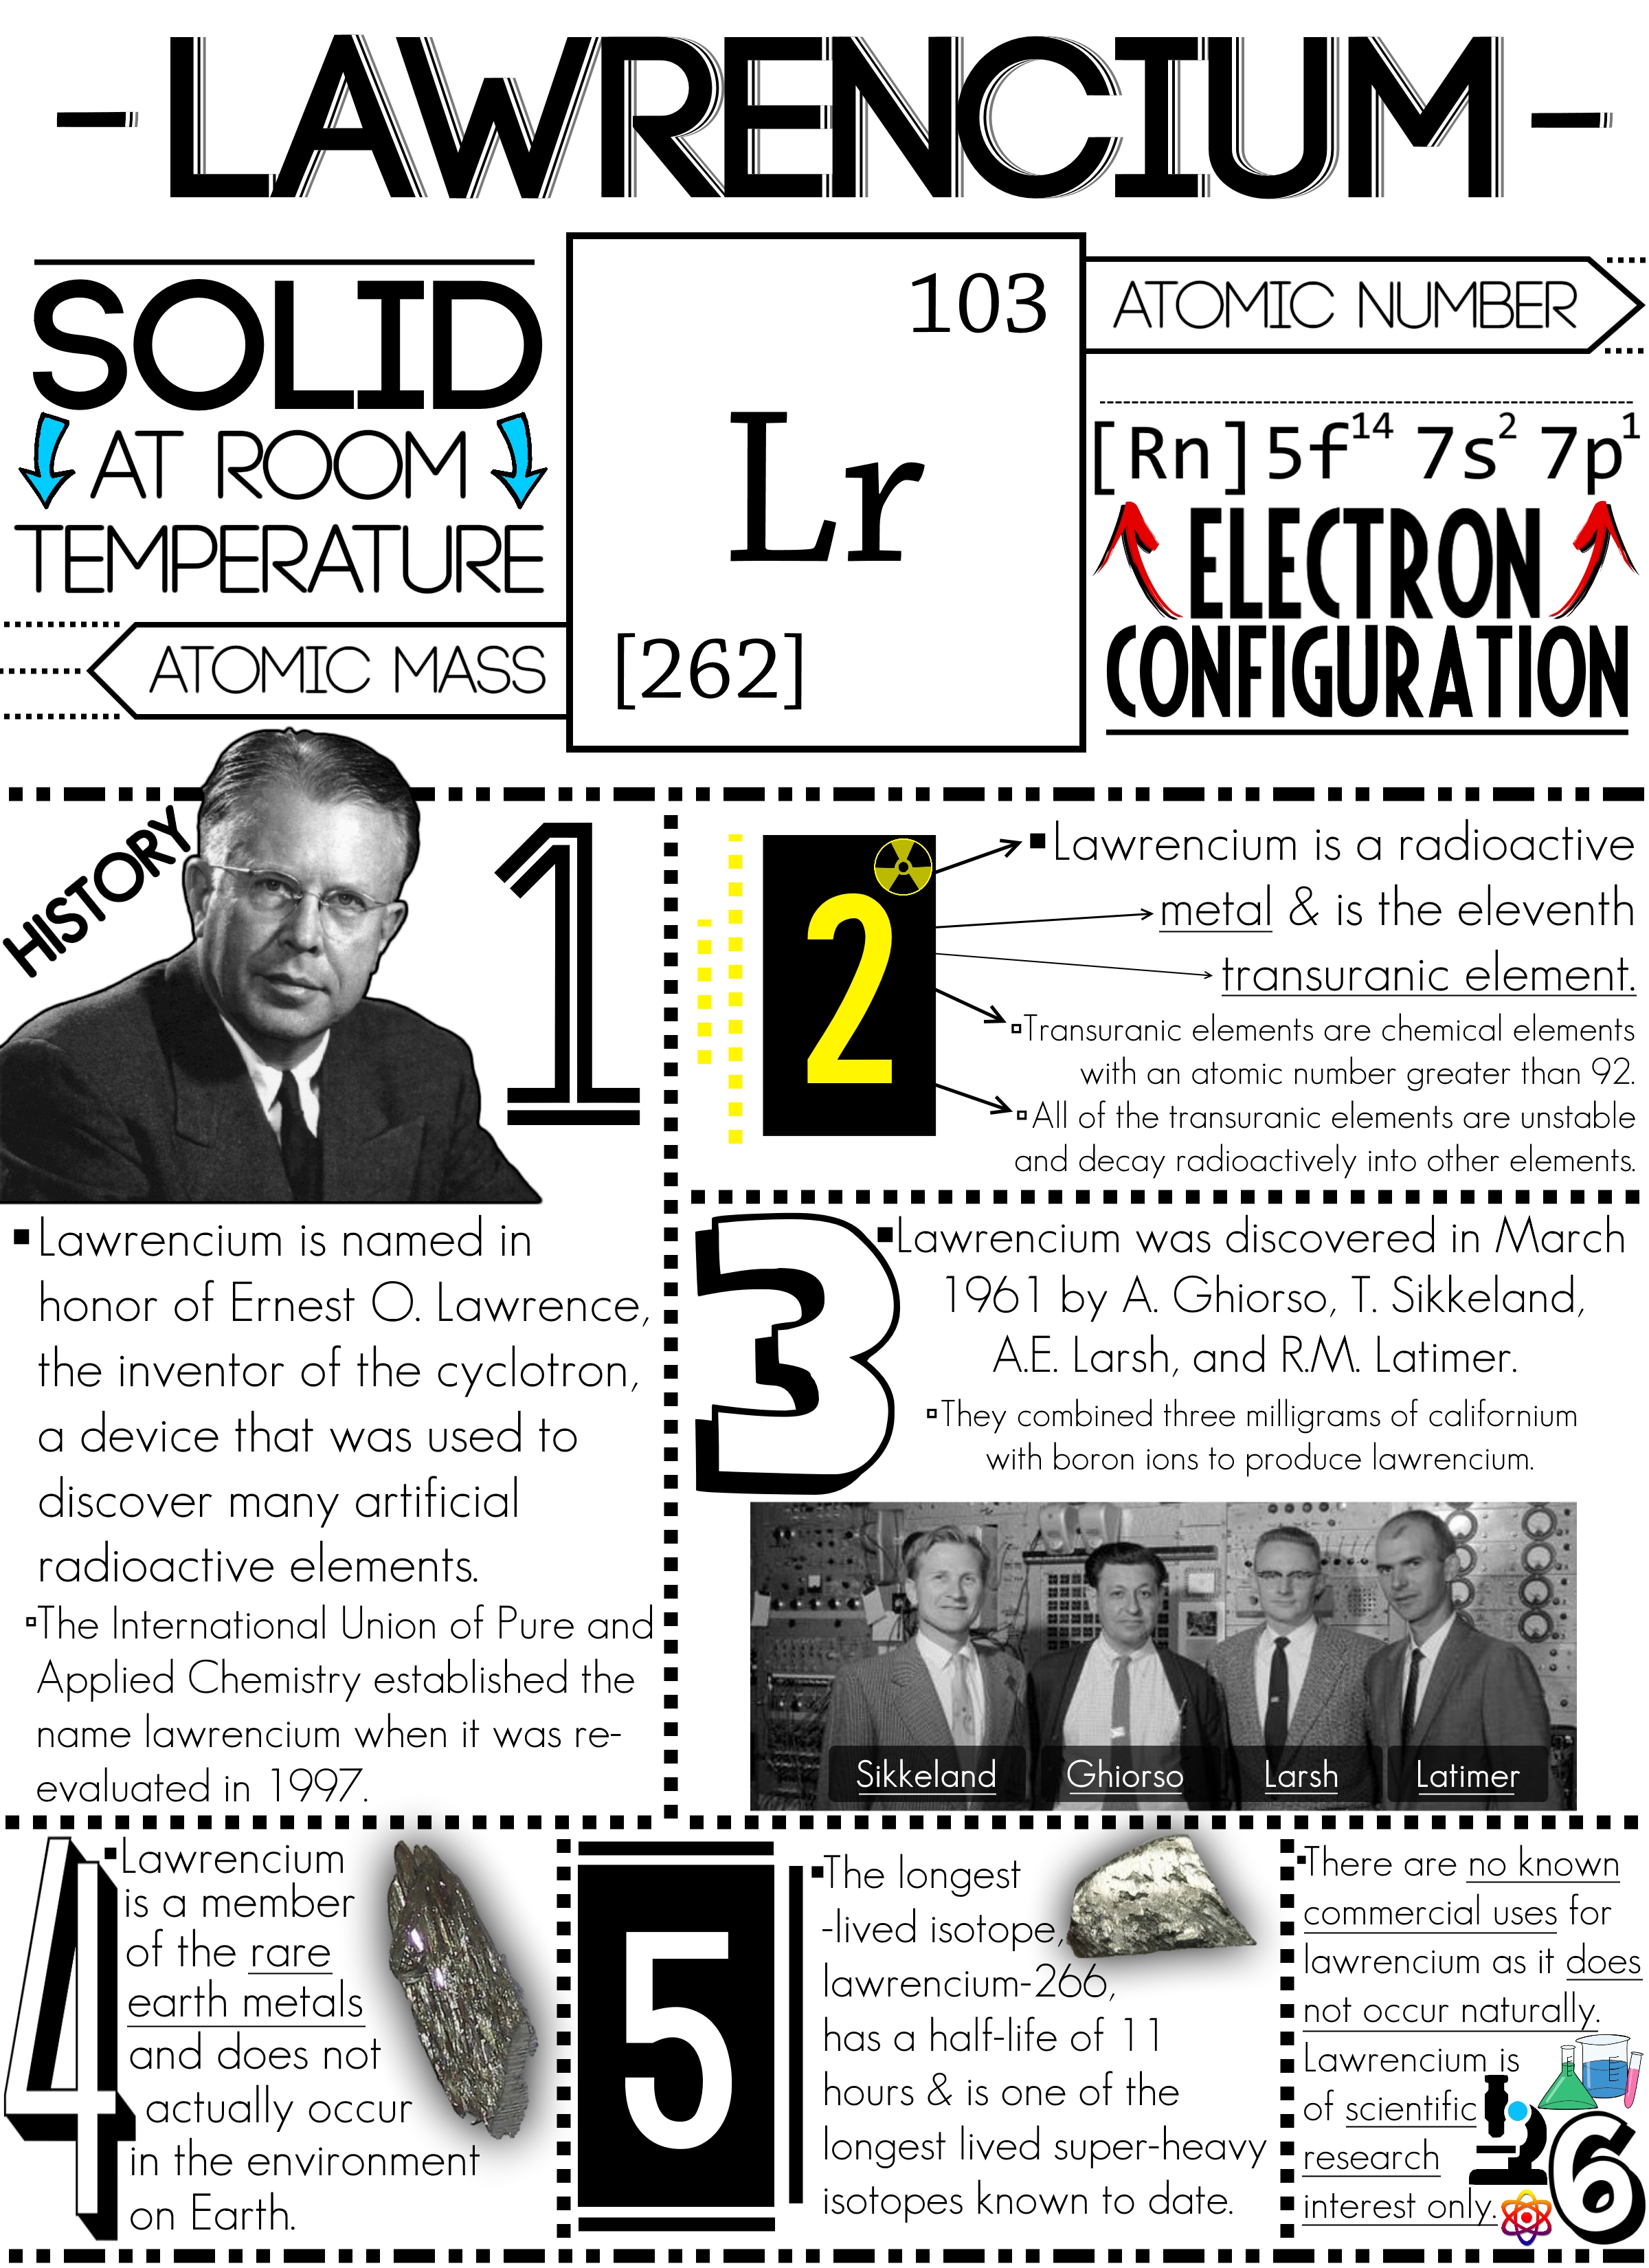 - LAWRENCIUM -
SOLID
AT ROOM
TEMPERATURE
ATOMIC MASS
103
Lr
[262]
ATOMIC NUMBER
[Rn] 5f14 7s2 7p1
ELECTRON
CONFIGURATION
HISTORY
1
▪Lawrencium is named in
honor of Ernest O. Lawrence,
the inventor of the cyclotron,
a device that was used to
discover many artificial
radioactive elements.
▫The International Union of Pure and
Applied Chemistry established the
name lawrencium when it was re-
evaluated in 1997.
2
▪Lawrencium is a radioactive
metal & is the eleventh
transuranic element.
▫Transuranic elements are chemical elements
with an atomic number greater than 92.
▫All of the transuranic elements are unstable
and decay radioactively into other elements.
3
▪Lawrencium was discovered in March
1961 by A. Ghiorso, T. Sikkeland,
A.E. Larsh, and R.M. Latimer.
▫They combined three milligrams of californium
with boron ions to produce lawrencium.
Sikkeland Ghiorso Larsh Latimer
4
▪Lawrencium
is a member
of the rare
earth metals
and does not
actually occur
in the environment
on Earth.
5
▪The longest
-lived isotope,
lawrencium-266,
has a half-life of 11
hours & is one of the
longest lived super-heavy
isotopes known to date.
▪There are no known
commercial uses for
lawrencium as it does
not occur naturally.
Lawrencium is
of scientific
research
interest only.
6